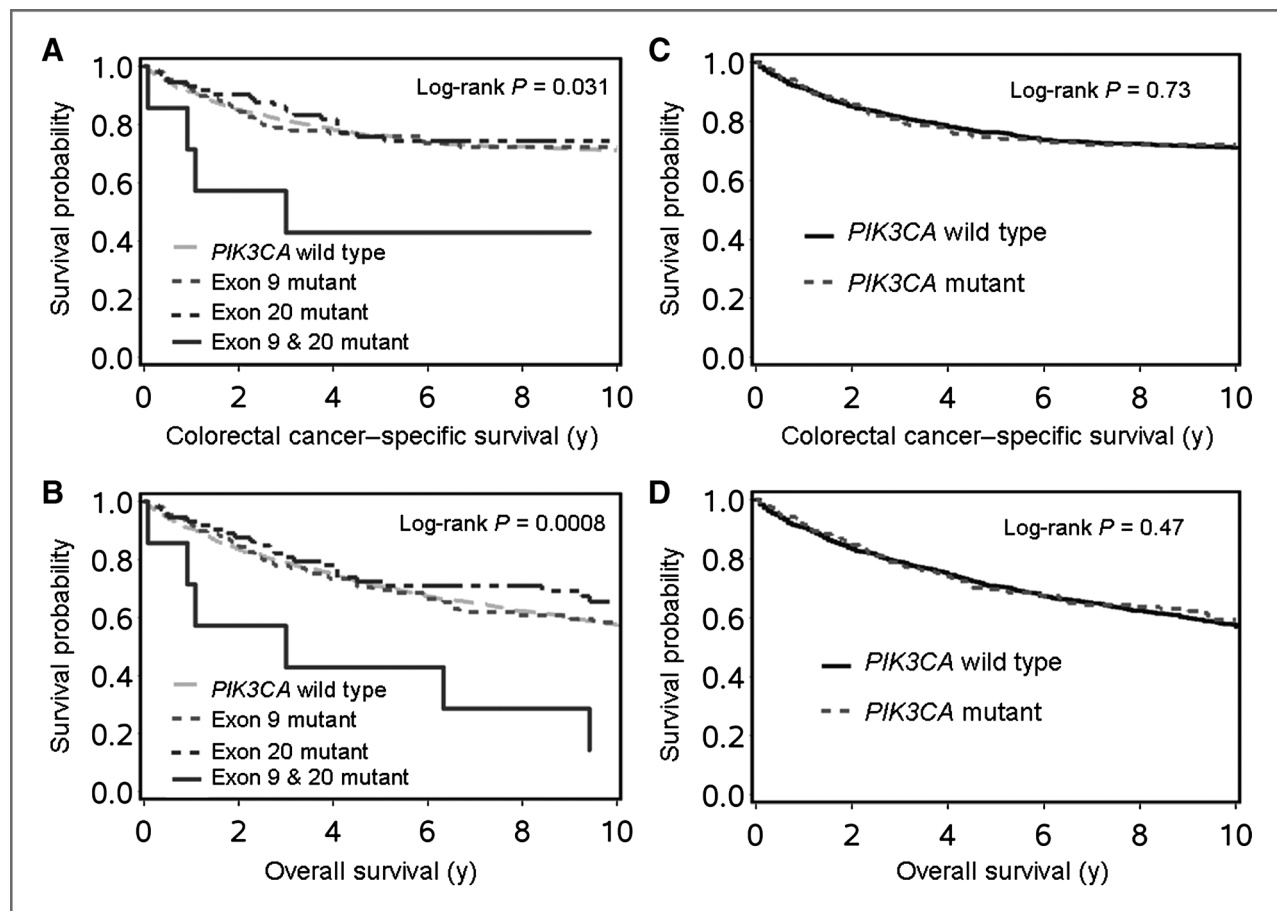 A
Log-rank P = 0.031
Survival probability
1.0
0.8
0.6
0.4
0.2
0.0
PIK3CA wild type
Exon 9 mutant
Exon 20 mutant
Exon 9 & 20 mutant
0 2 4 6 8 10
Colorectal cancer–specific survival (y)
C
Log-rank P = 0.73
Survival probability
1.0
0.8
0.6
0.4
0.2
0.0
PIK3CA wild type
PIK3CA mutant
0 2 4 6 8 10
Colorectal cancer–specific survival (y)
B
Log-rank P = 0.0008
Survival probability
1.0
0.8
0.6
0.4
0.2
0.0
PIK3CA wild type
Exon 9 mutant
Exon 20 mutant
Exon 9 & 20 mutant
0 2 4 6 8 10
Overall survival (y)
D
Log-rank P = 0.47
Survival probability
1.0
0.8
0.6
0.4
0.2
0.0
PIK3CA wild type
PIK3CA mutant
0 2 4 6 8 10
Overall survival (y)